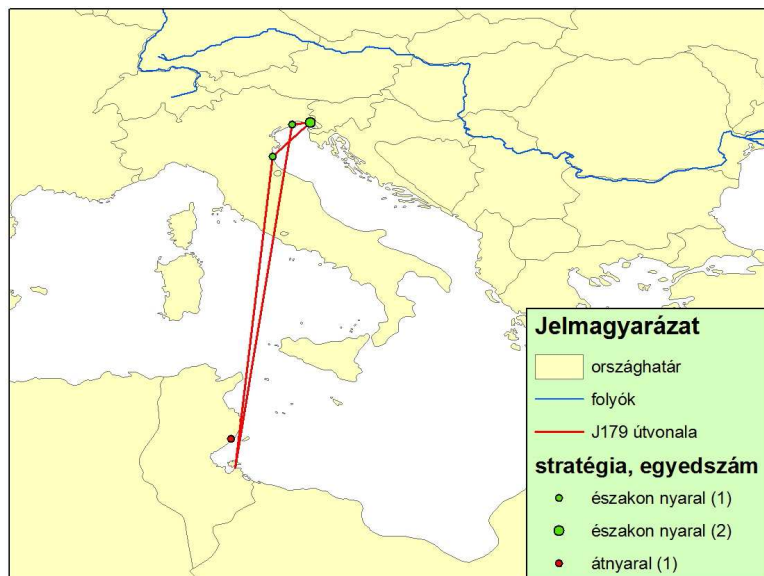 Jelmagyarázat
országhatár
folyók
J179 útvonala
stratégia, egyedszám
északon nyaral (1)
északon nyaral (2)
átnyaral (1)